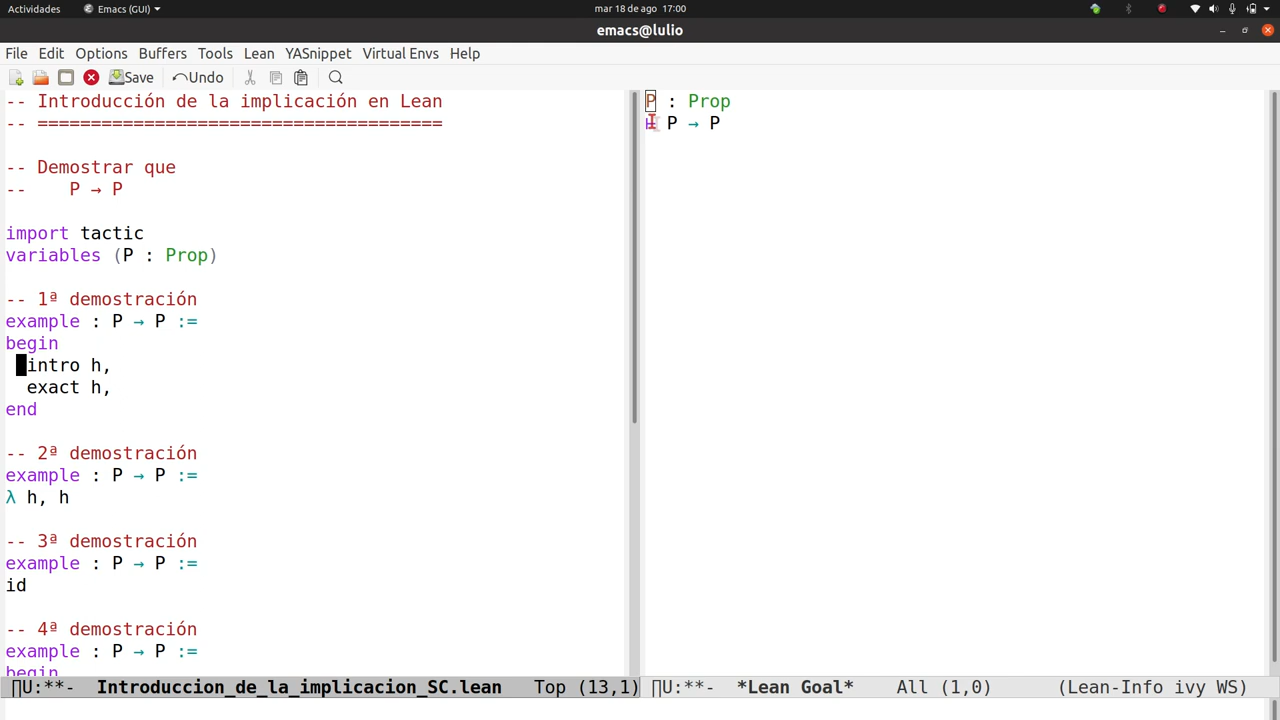 Actividades Emacs (GUI) mar 18 de ago 17:00
emacs@lulio
File Edit Options Buffers Tools Lean YASnippet Virtual Envs Help
Save Undo
-- Introducción de la implicación en Lean
-- ======================================
-- Demostrar que
-- P → P
import tactic
variables (P : Prop)
-- 1ª demostración
example : P → P :=
begin
intro h,
exact h,
end
-- 2ª demostración
example : P → P :=
λ h, h
-- 3ª demostración
example : P → P :=
id
-- 4ª demostración
example : P → P :=
begin
P : Prop
⊢ P → P
∏U:**- Introduccion_de_la_implicacion_SC.lean Top (13,1)
∏U:**- *Lean Goal* All (1,0) (Lean-Info ivy WS)